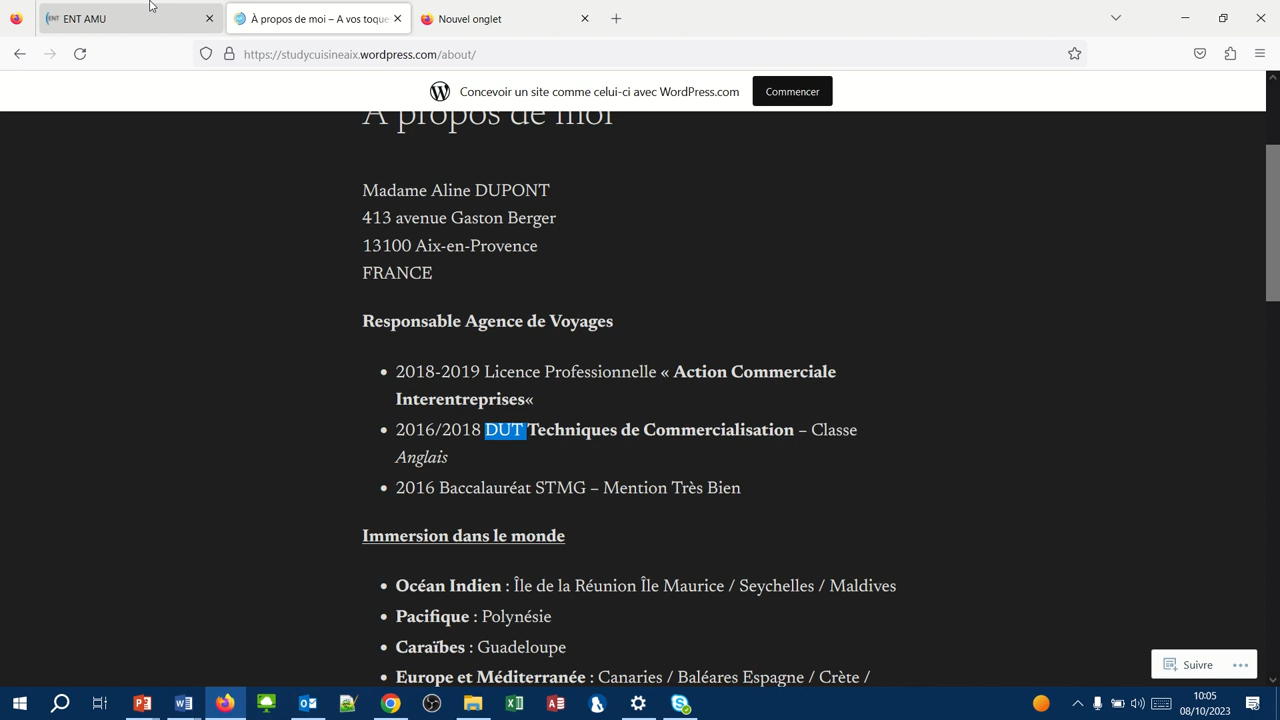 ENT AMU
À propos de moi – A vos toque
Nouvel onglet
https://studycuisineaix.wordpress.com/about/
Concevoir un site comme celui-ci avec WordPress.com
Commencer
À propos de moi
Madame Aline DUPONT
413 avenue Gaston Berger
13100 Aix-en-Provence
FRANCE
Responsable Agence de Voyages
2018-2019 Licence Professionnelle « Action Commerciale
Interentreprises«
2016/2018 DUT Techniques de Commercialisation – Classe
Anglais
2016 Baccalauréat STMG – Mention Très Bien
Immersion dans le monde
Océan Indien : Île de la Réunion Île Maurice / Seychelles / Maldives
Pacifique : Polynésie
Caraïbes : Guadeloupe
Europe et Méditerranée : Canaries / Baléares Espagne / Crète /
Suivre
10:05
08/10/2023